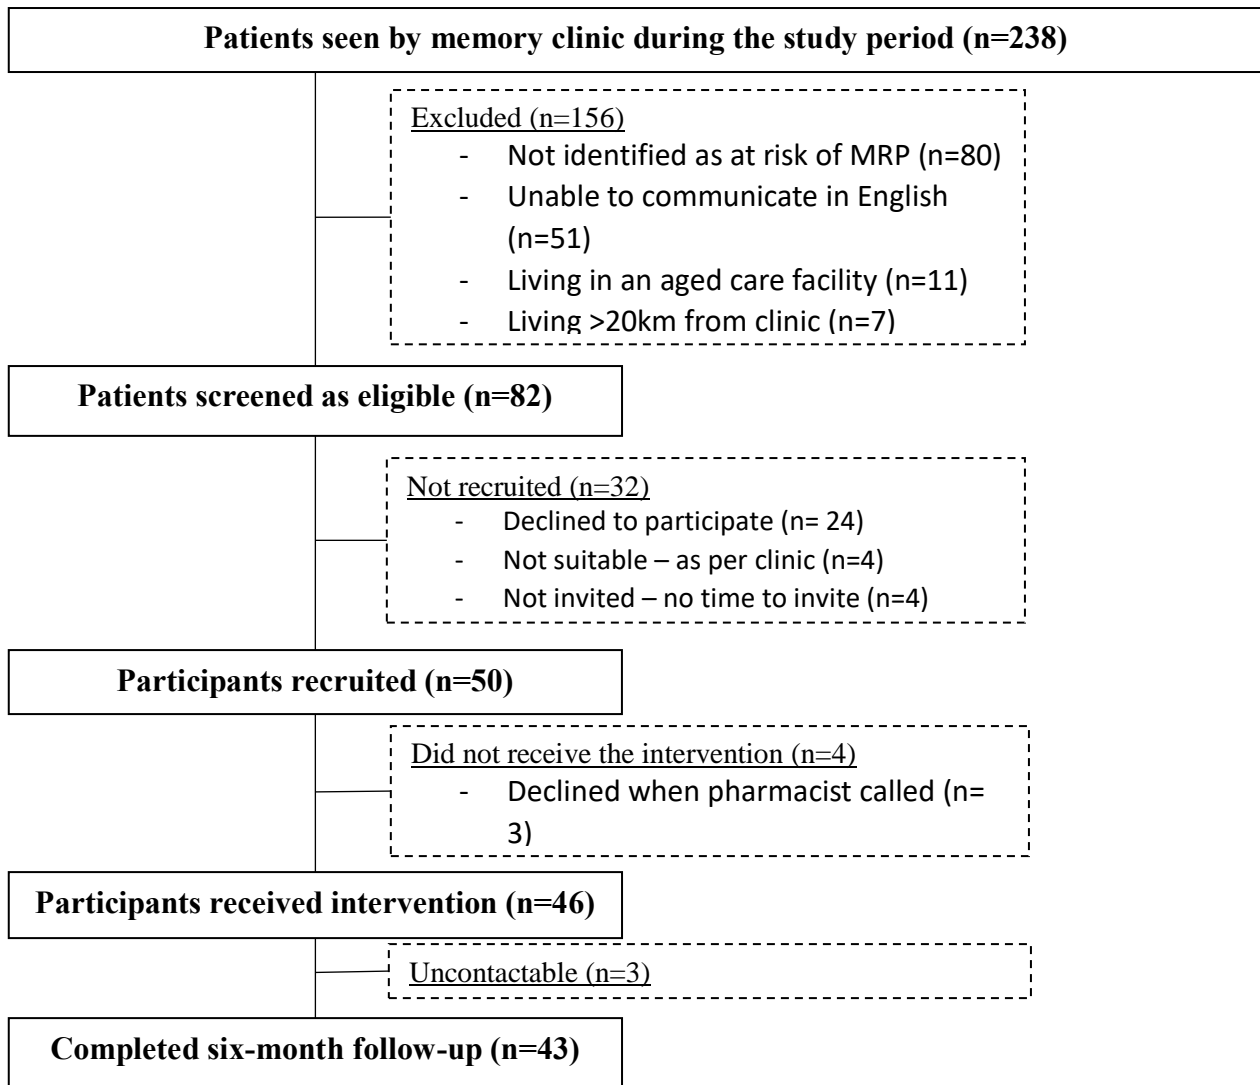 Patients seen by memory clinic during the study period (n=238)
Excluded (n=156)
- Not identified as at risk of MRP (n=80)
- Unable to communicate in English
(n=51)
- Living in an aged care facility (n=11)
- Living >20km from clinic (n=7)
Patients screened as eligible (n=82)
Not recruited (n=32)
- Declined to participate (n= 24)
- Not suitable – as per clinic (n=4)
- Not invited – no time to invite (n=4)
Participants recruited (n=50)
Did not receive the intervention (n=4)
- Declined when pharmacist called (n=
3)
Participants received intervention (n=46)
Uncontactable (n=3)
Completed six-month follow-up (n=43)